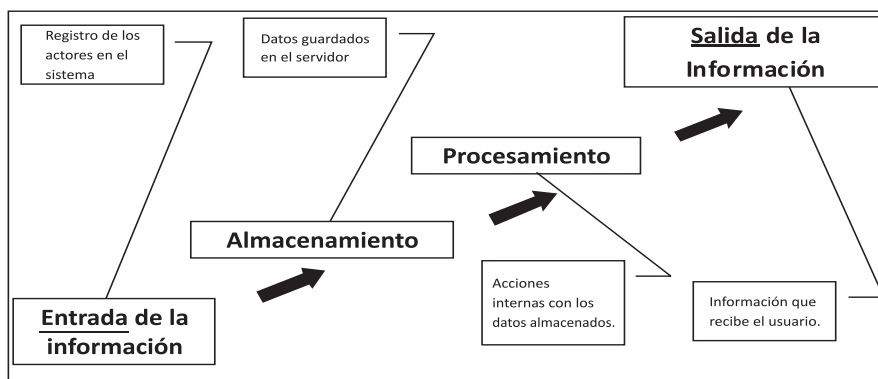 Registro de los
actores en el
sistema
Datos guardados
en el servidor
Salida de la
Información
Procesamiento
Almacenamiento
Entrada de la
información
Acciones
internas con los
datos almacenados.
Información que
recibe el usuario.